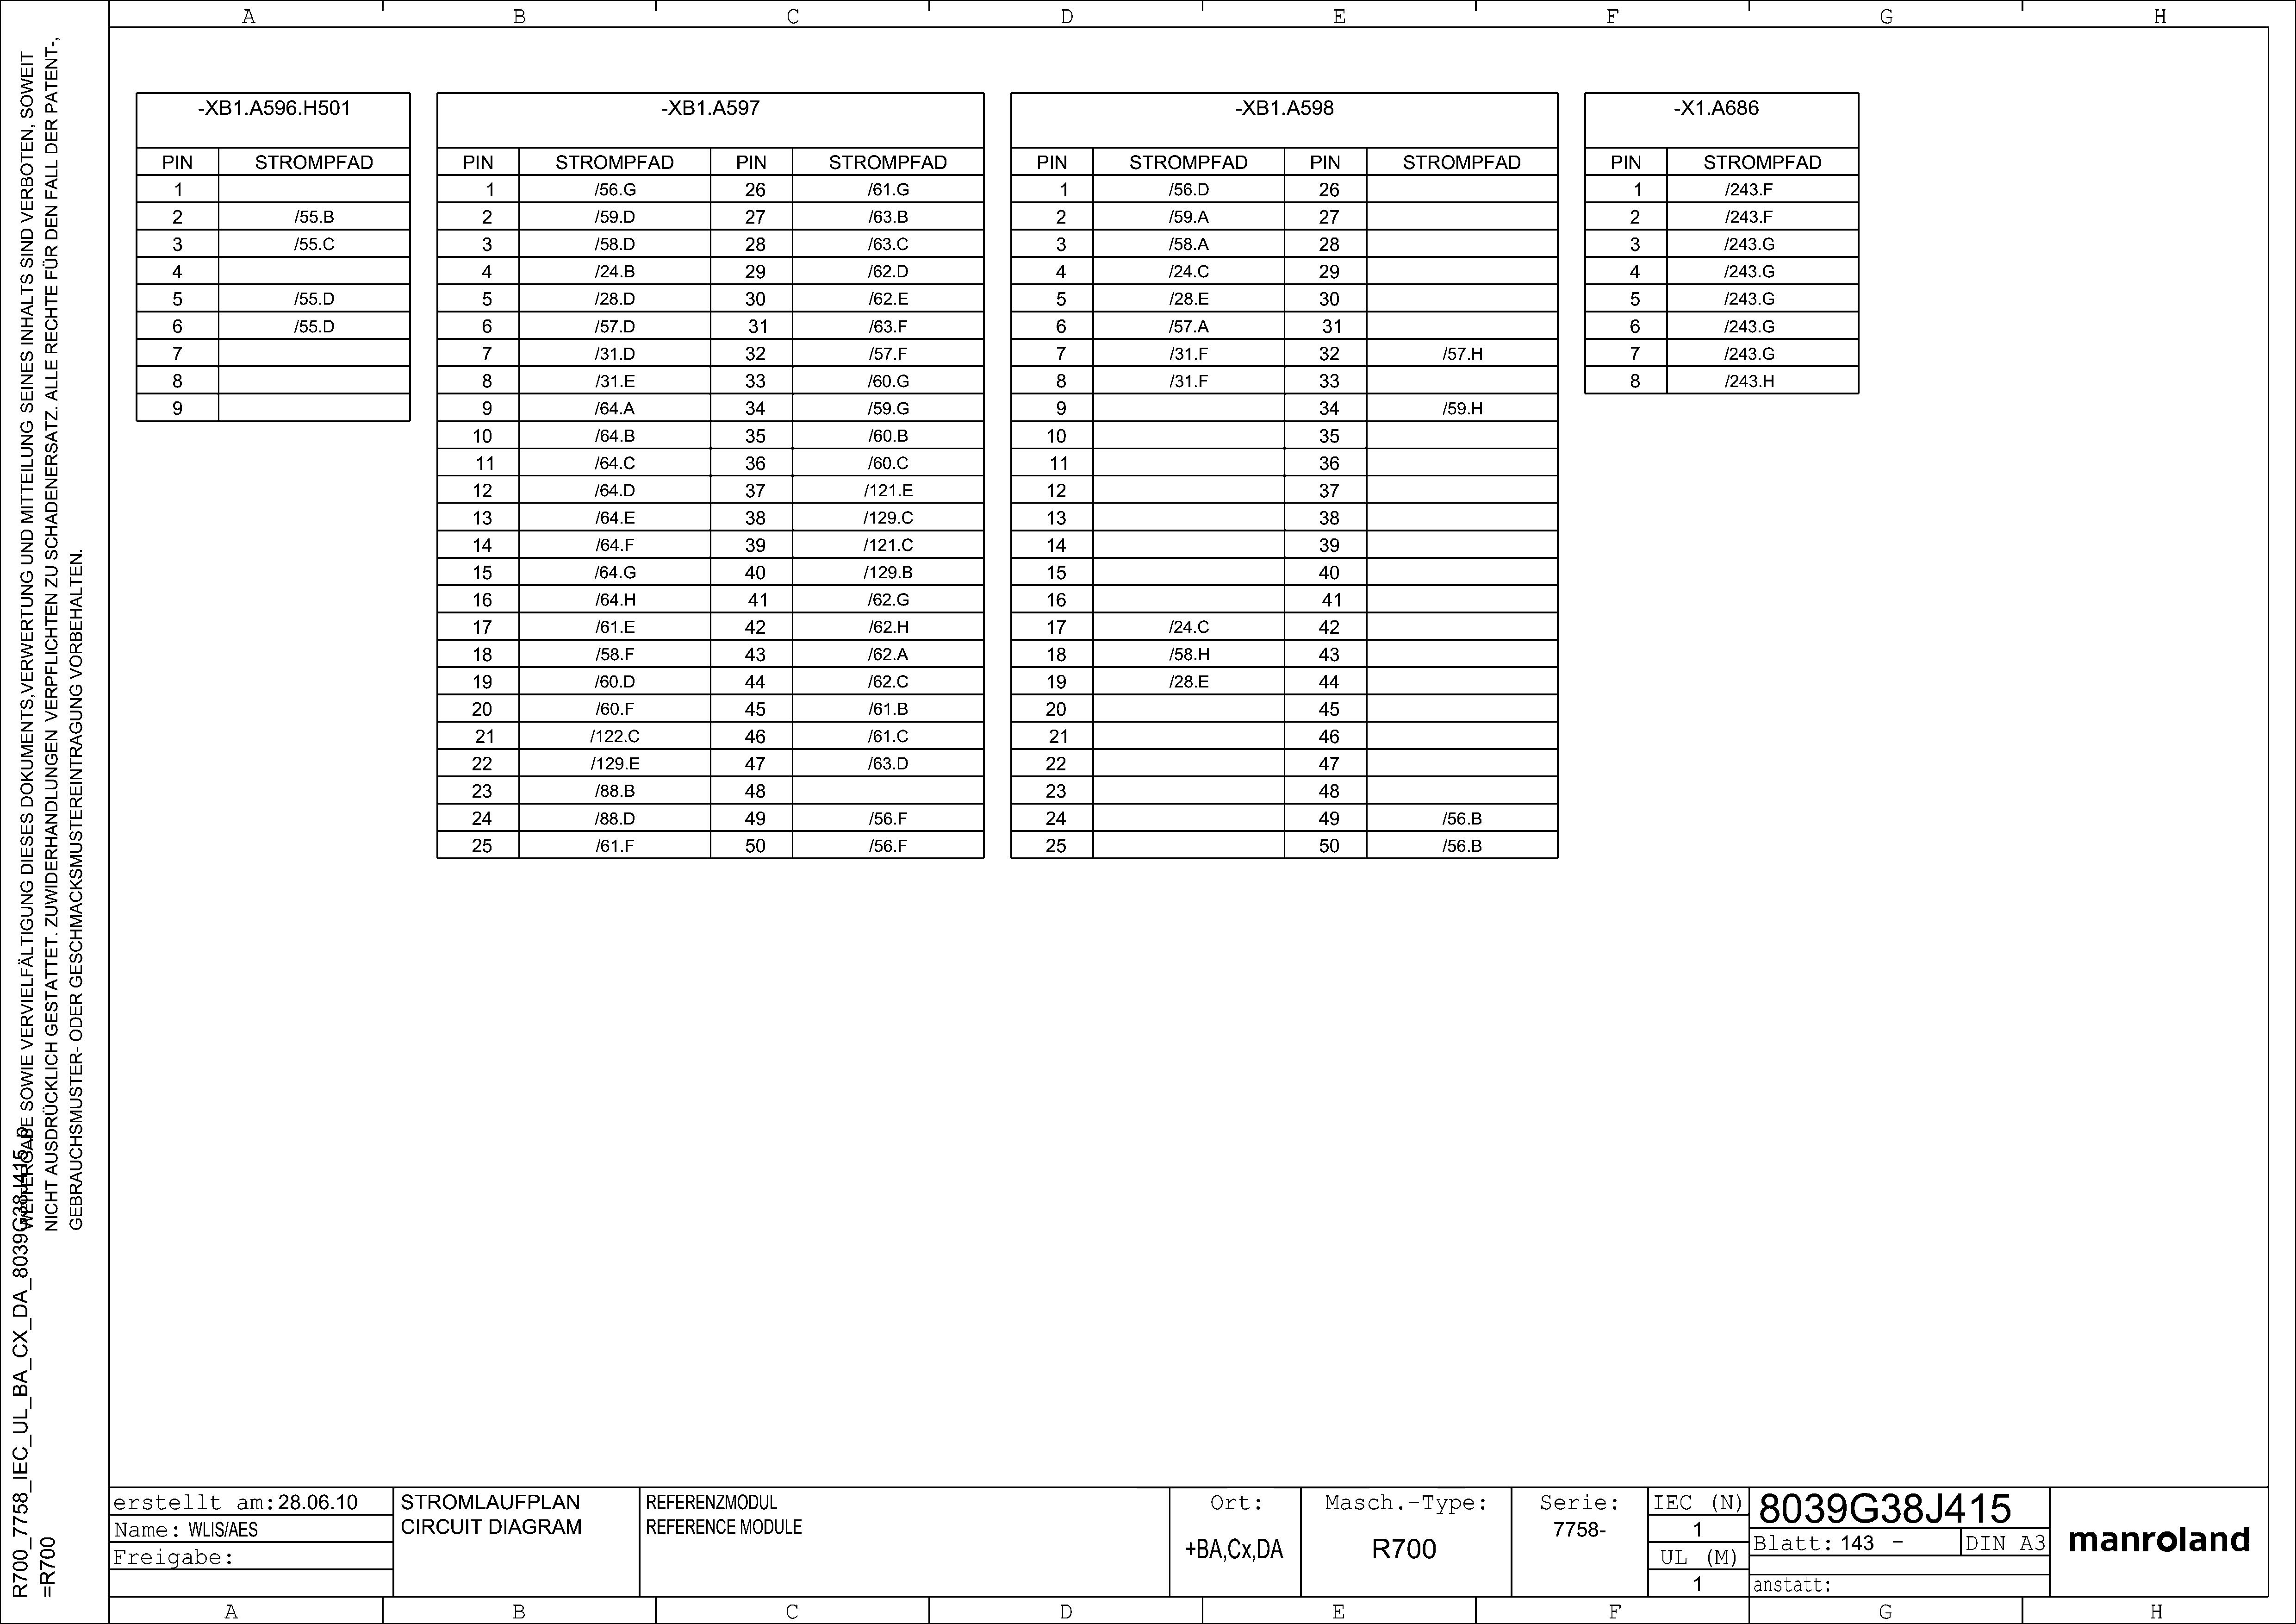 A B C D E F G H
-XB1.A596.H501
PIN STROMPFAD
1
2 /55.B
3 /55.C
4
5 /55.D
6 /55.D
7
8
9
-XB1.A597
PIN STROMPFAD PIN STROMPFAD
1 /56.G 26 /61.G
2 /59.D 27 /63.B
3 /58.D 28 /63.C
4 /24.B 29 /62.D
5 /28.D 30 /62.E
6 /57.D 31 /63.F
7 /31.D 32 /57.F
8 /31.E 33 /60.G
9 /64.A 34 /59.G
10 /64.B 35 /60.B
11 /64.C 36 /60.C
12 /64.D 37 /121.E
13 /64.E 38 /129.C
14 /64.F 39 /121.C
15 /64.G 40 /129.B
16 /64.H 41 /62.G
17 /61.E 42 /62.H
18 /58.F 43 /62.A
19 /60.D 44 /62.C
20 /60.F 45 /61.B
21 /122.C 46 /61.C
22 /129.E 47 /63.D
23 /88.B 48
24 /88.D 49 /56.F
25 /61.F 50 /56.F
-XB1.A598
PIN STROMPFAD PIN STROMPFAD
1 /56.D 26
2 /59.A 27
3 /58.A 28
4 /24.C 29
5 /28.E 30
6 /57.A 31
7 /31.F 32 /57.H
8 /31.F 33
9 34 /59.H
10 35
11 36
12 37
13 38
14 39
15 40
16 41
17 /24.C 42
18 /58.H 43
19 /28.E 44
20 45
21 46
22 47
23 48
24 49 /56.B
25 50 /56.B
-X1.A686
PIN STROMPFAD
1 /243.F
2 /243.F
3 /243.G
4 /243.G
5 /243.G
6 /243.G
7 /243.G
8 /243.H
WEITERGABE SOWIE VERVIELFÄLTIGUNG DIESES DOKUMENTS,VERWERTUNG UND MITTEILUNG SEINES INHALTS SIND VERBOTEN, SOWEIT
NICHT AUSDRÜCKLICH GESTATTET. ZUWIDERHANDLUNGEN VERPFLICHTEN ZU SCHADENERSATZ. ALLE RECHTE FÜR DEN FALL DER PATENT-,
GEBRAUCHSMUSTER- ODER GESCHMACKSMUSTEREINTRAGUNG VORBEHALTEN.
R700_7758_IEC_UL_BA_CX_DA_8039G38J415_p
=R700
erstellt am: 28.06.10
Name: WLIS/AES
Freigabe:
STROMLAUFPLAN
CIRCUIT DIAGRAM
REFERENZMODUL
REFERENCE MODULE
Ort:
+BA,Cx,DA
Masch.-Type:
R700
Serie:
7758-
IEC (N)
1
UL (M)
1
8039G38J415
Blatt: 143 - DIN A3
anstatt:
manroland
A B C D E F G H